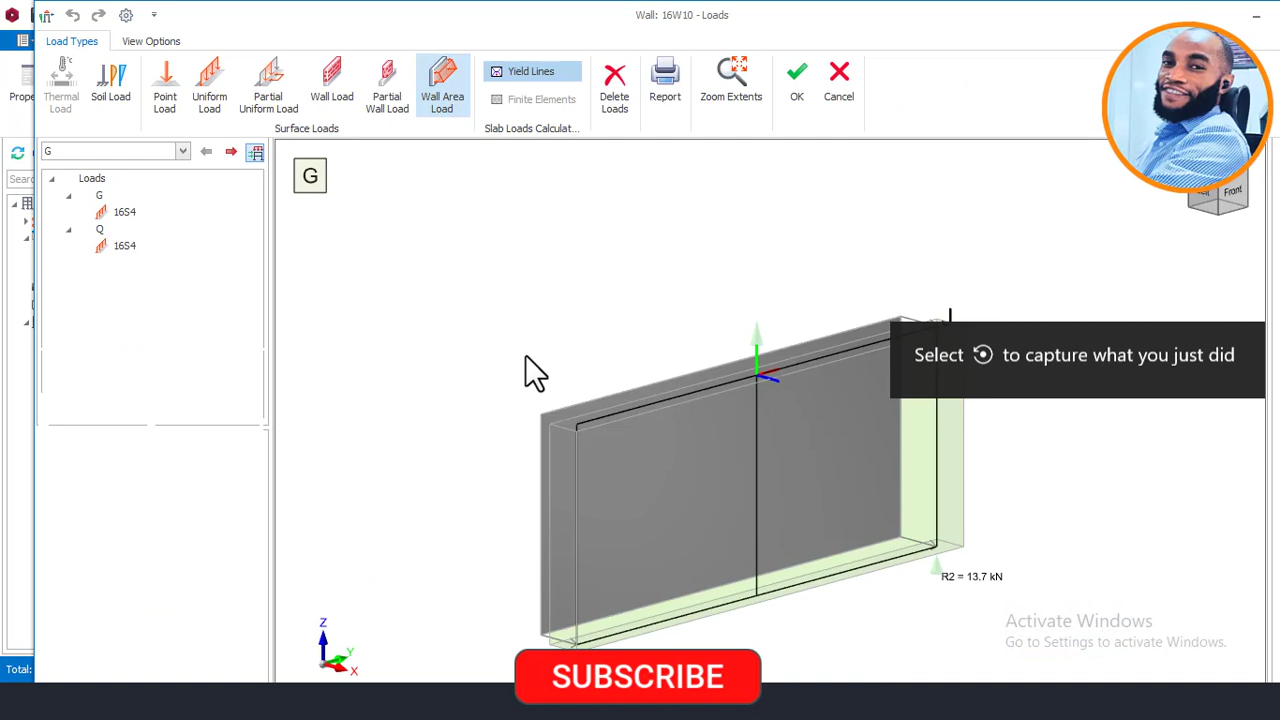 Wall: 16W10 - Loads
Load Types
View Options
Thermal Load
Soil Load
Point Load
Uniform Load
Partial Uniform Load
Wall Load
Partial Wall Load
Wall Area Load
Surface Loads
Yield Lines
Finite Elements
Slab Loads Calculat...
Delete Loads
Report
Zoom Extents
OK
Cancel
Prope
G
Sear
Loads
G
16S4
Q
16S4
G
Front
Select to capture what you just did
R2 = 13.7 kN
Z
Y
X
Activate Windows
Go to Settings to activate Windows.
Total:
SUBSCRIBE